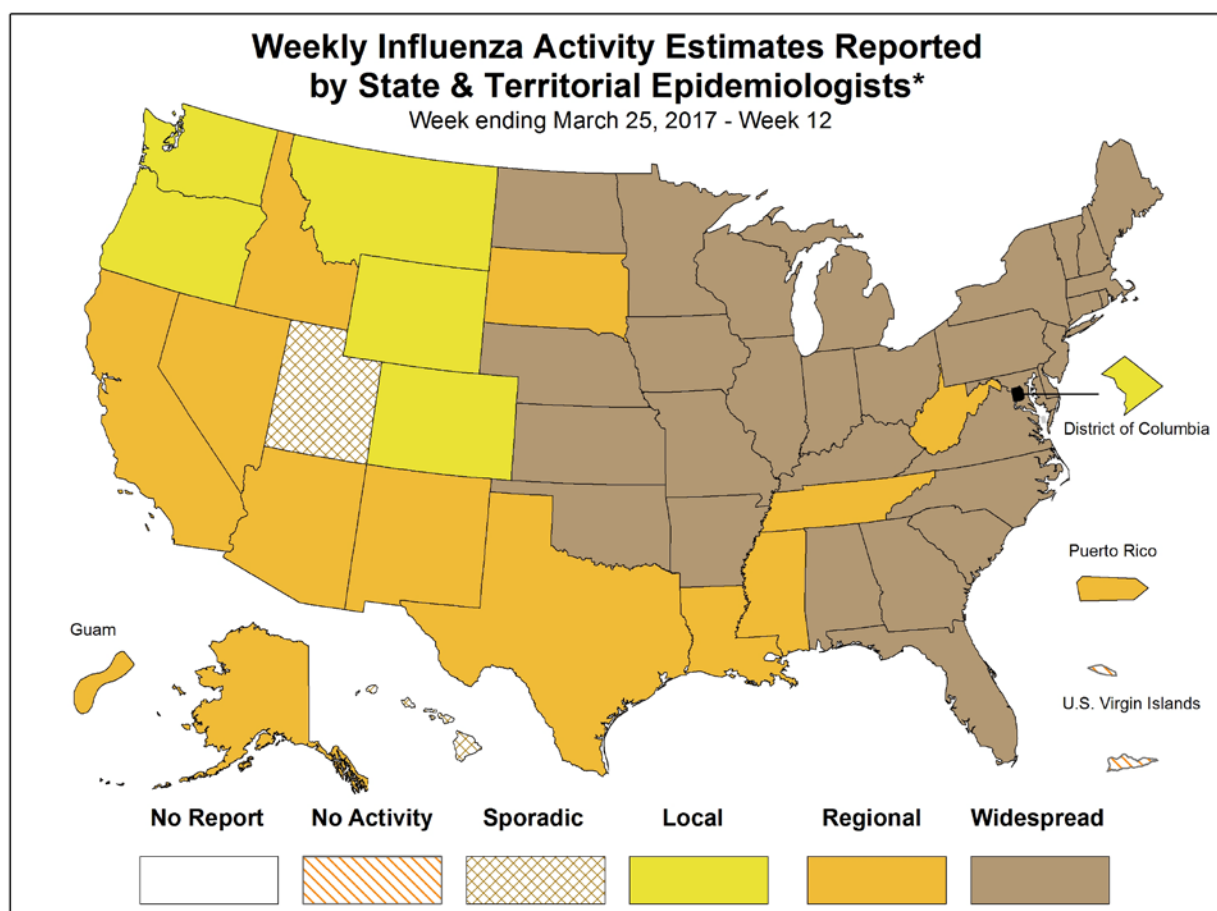 Weekly Influenza Activity Estimates Reported
by State & Territorial Epidemiologists*
Week ending March 25, 2017 - Week 12
District of Columbia
Puerto Rico
Guam
U.S. Virgin Islands
No Report No Activity Sporadic Local Regional Widespread